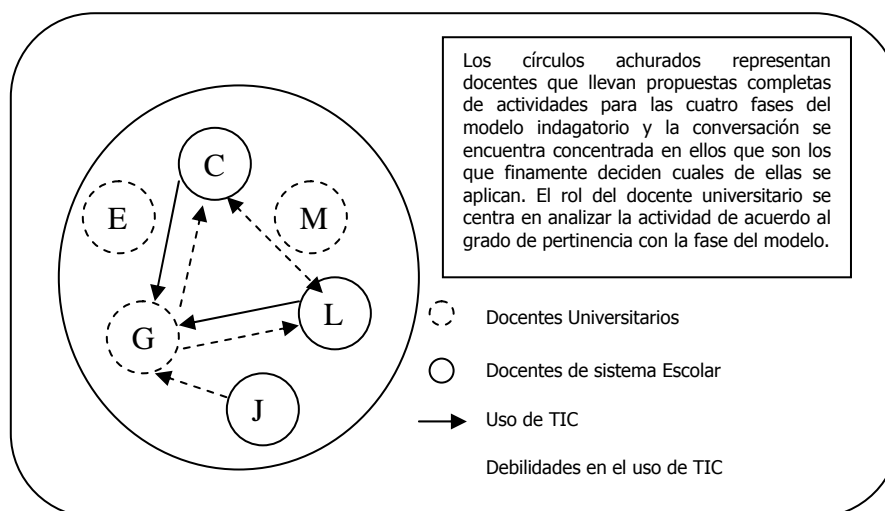 Los círculos achurados representan
docentes que llevan propuestas completas
de actividades para las cuatro fases del
modelo indagatorio y la conversación se
encuentra concentrada en ellos que son los
que finamente deciden cuales de ellas se
aplican. El rol del docente universitario se
centra en analizar la actividad de acuerdo al
grado de pertinencia con la fase del modelo.
C
E
M
L
G
J
Docentes Universitarios
Docentes de sistema Escolar
Uso de TIC
Debilidades en el uso de TIC